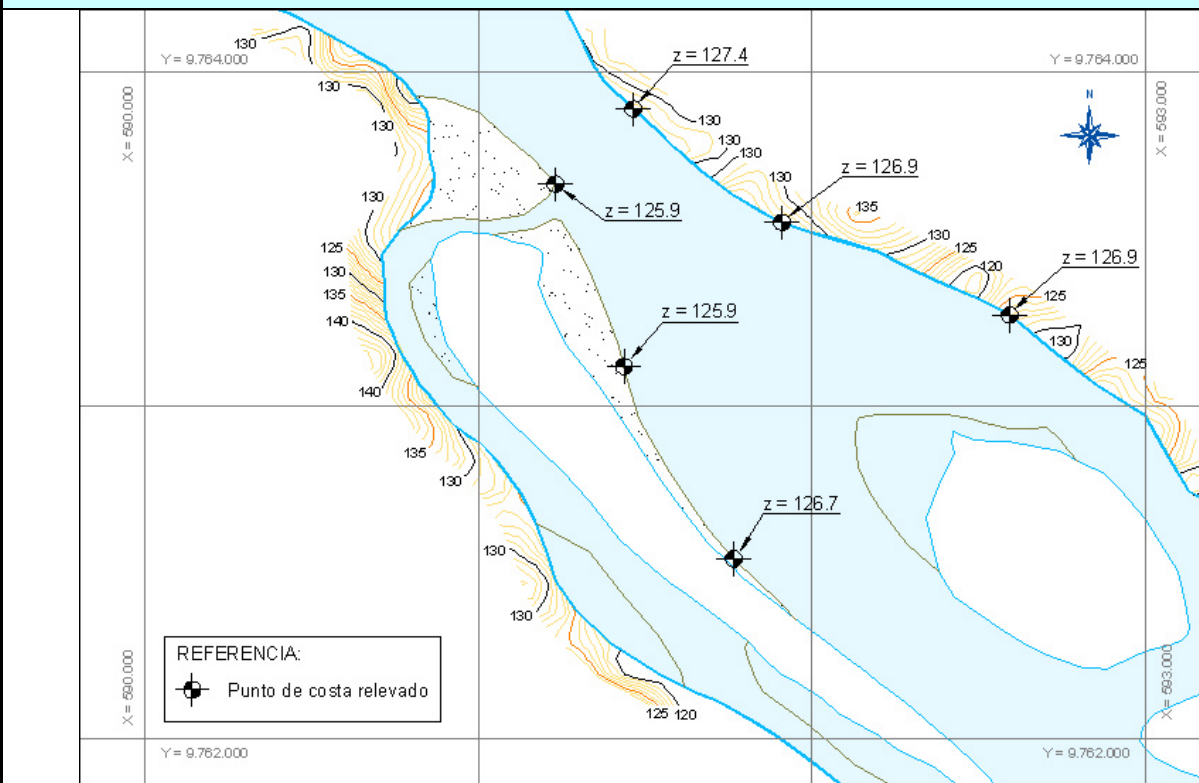 130
Y = 9.764.000
z = 127.4
Y = 9.764.000
N
130
X = 590.000
X = 593.000
130
130
130
130
z = 126.9
130
130
135
z = 125.9
125
130
125
130
120
z = 126.9
135
125
140
z = 125.9
130
125
140
135
130
z = 126.7
130
130
REFERENCIA:
Punto de costa relevado
X = 590.000
X = 593.000
125 120
Y = 9.762.000
Y = 9.762.000